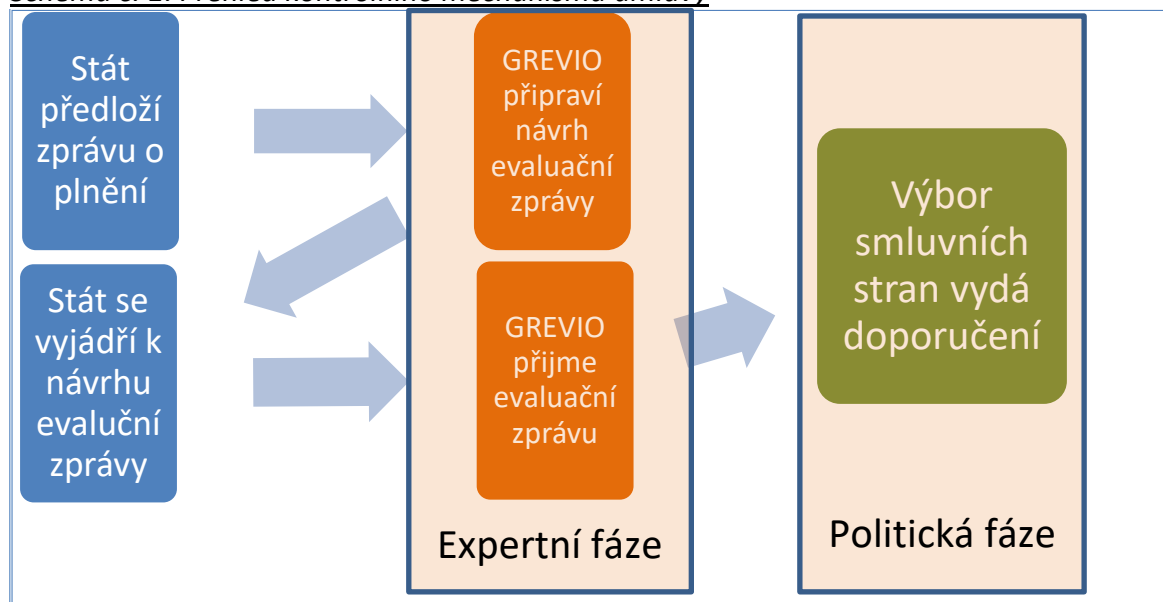 Stát
předloží
zprávu o
plnění
GREVIO
připraví
návrh
evaluační
zprávy
Stát se
vyjádří k
návrhu
evaluční
zprávy
GREVIO
přijme
evaluační
zprávu
Expertní fáze
Výbor
smluvních
stran vydá
doporučení
Politická fáze